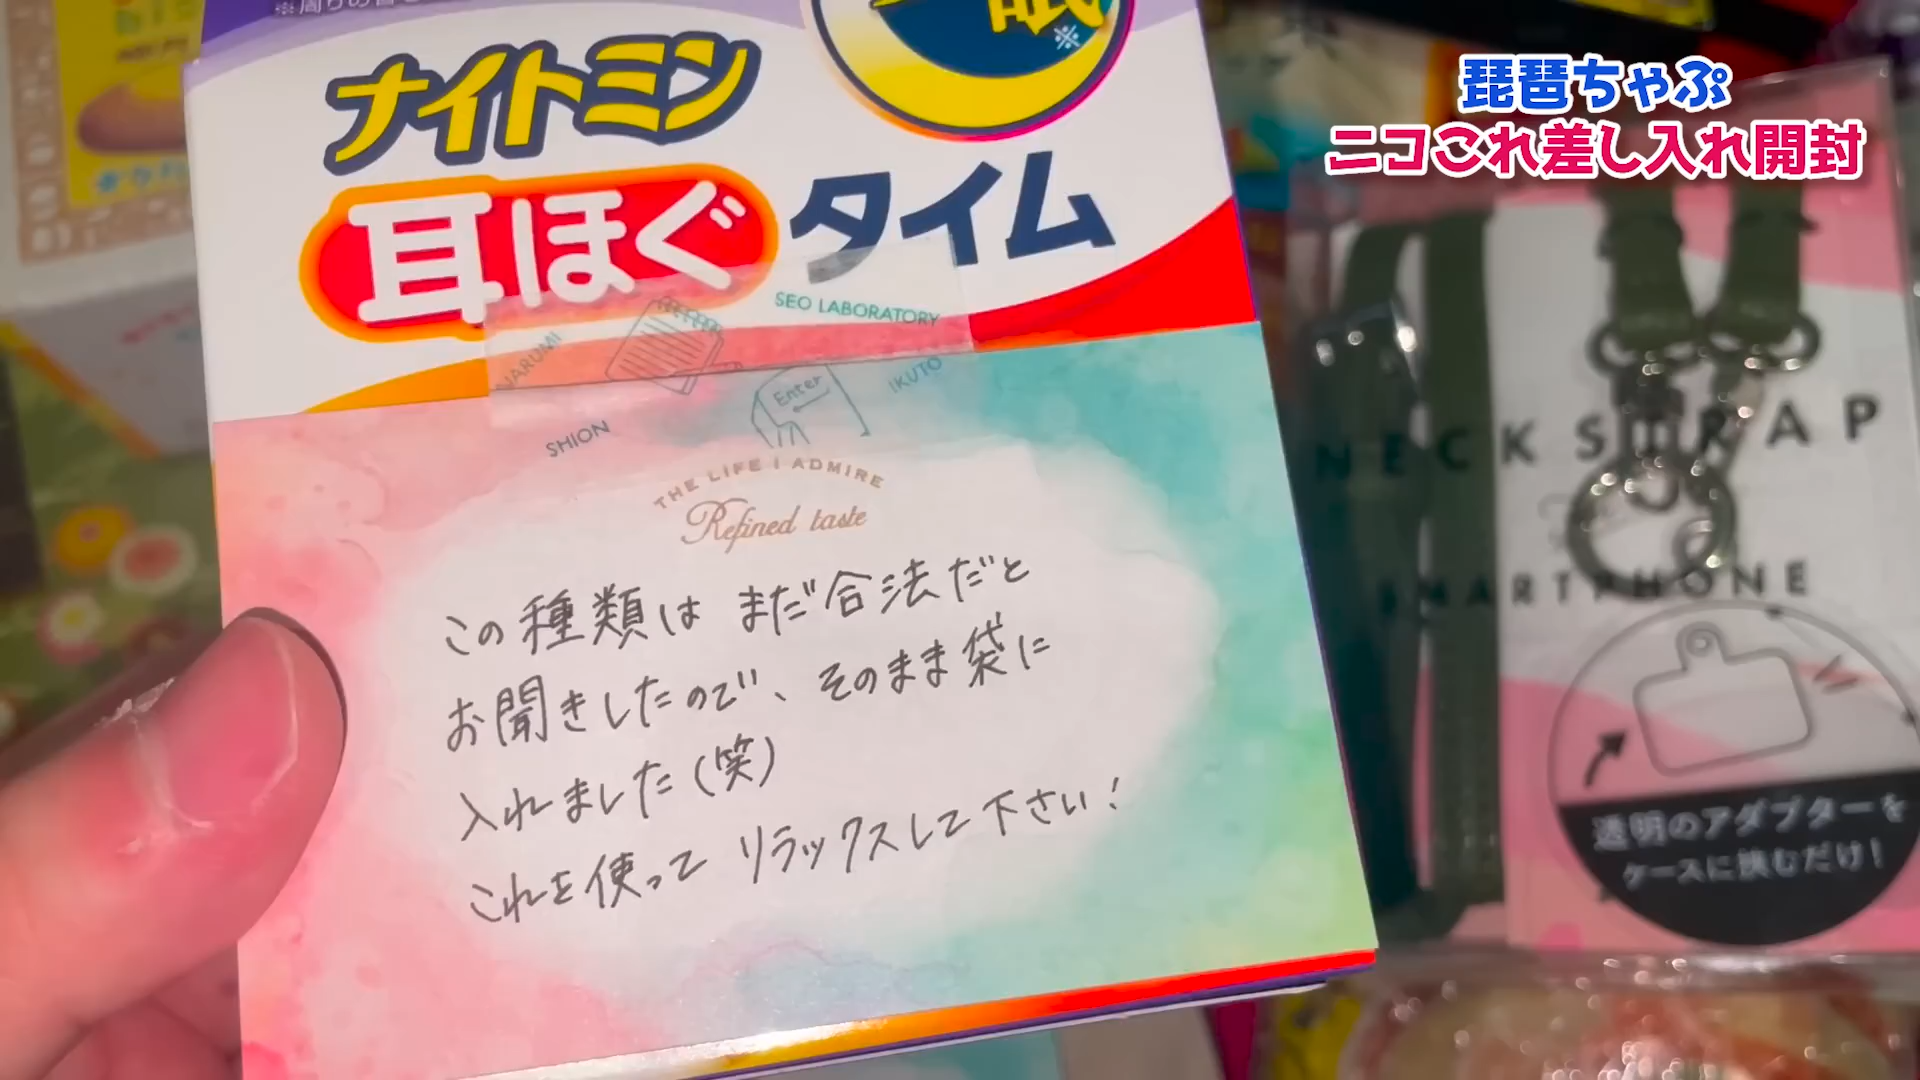 琵琶ちゃぷ
ニコこれ差し入れ開封
ナイトミン
耳ほぐタイム
SEO LABORATORY
NARUMI
IKUTO
Enter
SHION
THE LIFE I ADMIRE
Refined taste
この種類は まだ合法だと
お聞きしたので、そのまま袋に
入れました(笑)
これを使って リラックスして下さい!
NECK STRAP
SMARTPHONE
透明のアダプターを
ケースに挟むだけ!